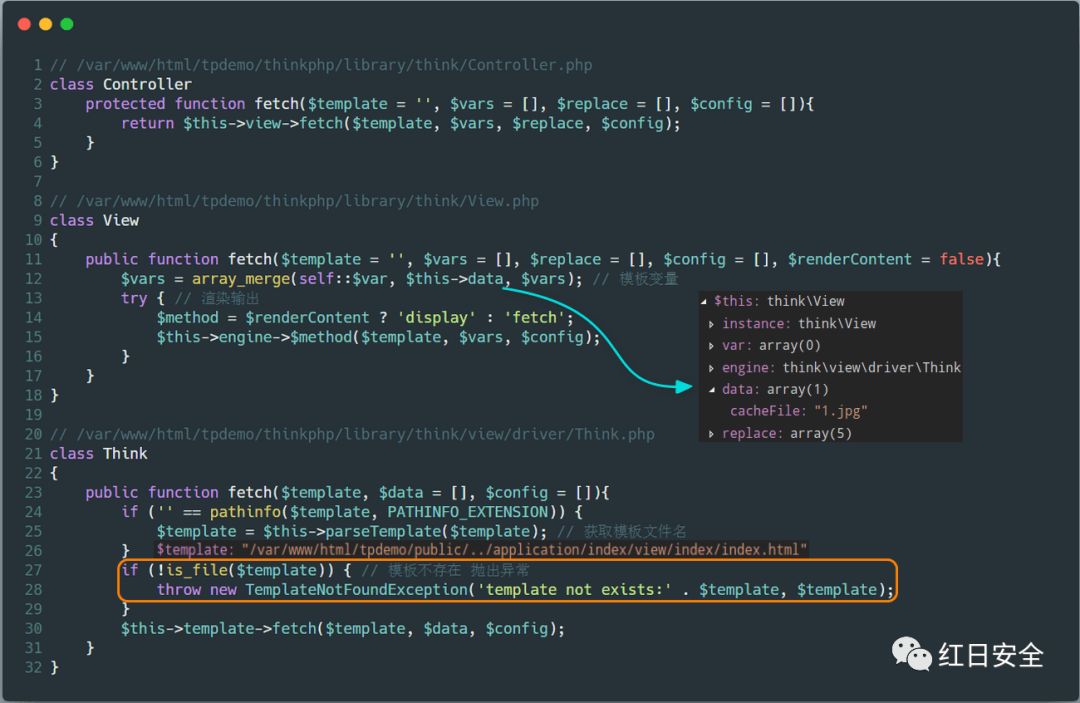 1 // /var/www/html/tpdemo/thinkphp/library/think/Controller.php
2 class Controller
3     protected function fetch($template = '', $vars = [], $replace = [], $config = []){
4         return $this->view->fetch($template, $vars, $replace, $config);
5     }
6 }
7
8 // /var/www/html/tpdemo/thinkphp/library/think/View.php
9 class View
10 {
11     public function fetch($template = '', $vars = [], $replace = [], $config = [], $renderContent = false){
12         $vars = array_merge(self::$var, $this->data, $vars); // 模板变量
13         try { // 渲染输出
14             $method = $renderContent ? 'display' : 'fetch';
15             $this->engine->$method($template, $vars, $config);
16         }
17     }
18 }
19
$this: think\View
instance: think\View
var: array(0)
engine: think\view\driver\Think
data: array(1)
cacheFile: "1.jpg"
replace: array(5)
20 // /var/www/html/tpdemo/thinkphp/library/think/view/driver/Think.php
21 class Think
22 {
23     public function fetch($template, $data = [], $config = []){
24         if ('' == pathinfo($template, PATHINFO_EXTENSION)) {
25             $template = $this->parseTemplate($template); // 获取模板文件名
26         } $template: "/var/www/html/tpdemo/public/../application/index/view/index/index.html"
27         if (!is_file($template)) { // 模板不存在 抛出异常
28             throw new TemplateNotFoundException('template not exists:' . $template, $template);
29         }
30         $this->template->fetch($template, $data, $config);
31     }
32 }
红日安全